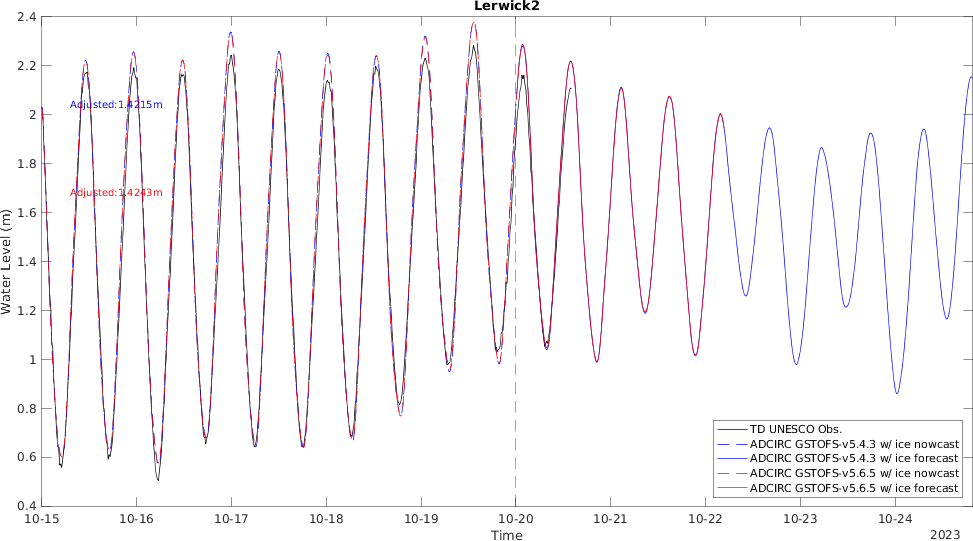 Lerwick2
2.4
2.2
2
1.8
1.6
1.4
1.2
1
0.8
0.6
0.4
Water Level (m)
Adjusted:1.4215m
Adjusted:1.4243m
TD UNESCO Obs.
ADCIRC GSTOFS-v5.4.3 w/ ice nowcast
ADCIRC GSTOFS-v5.4.3 w/ ice forecast
ADCIRC GSTOFS-v5.6.5 w/ ice nowcast
ADCIRC GSTOFS-v5.6.5 w/ ice forecast
10-15 10-16 10-17 10-18 10-19 10-20 10-21 10-22 10-23 10-24
Time
2023